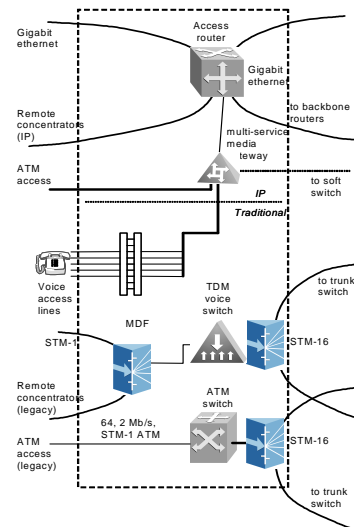 Access
router
Gigabit
ethernet
Gigabit
ethernet
to backbone
routers
Remote
concentrators
(IP)
multi-service
media
teway
ATM
access
to soft
switch
IP
Traditional
Voice
access
lines
TDM
voice
switch
to trunk
switch
MDF
STM-1
STM-16
Remote
concentrators
(legacy)
ATM
switch
64, 2 Mb/s,
STM-1 ATM
ATM
access
(legacy)
STM-16
to trunk
switch